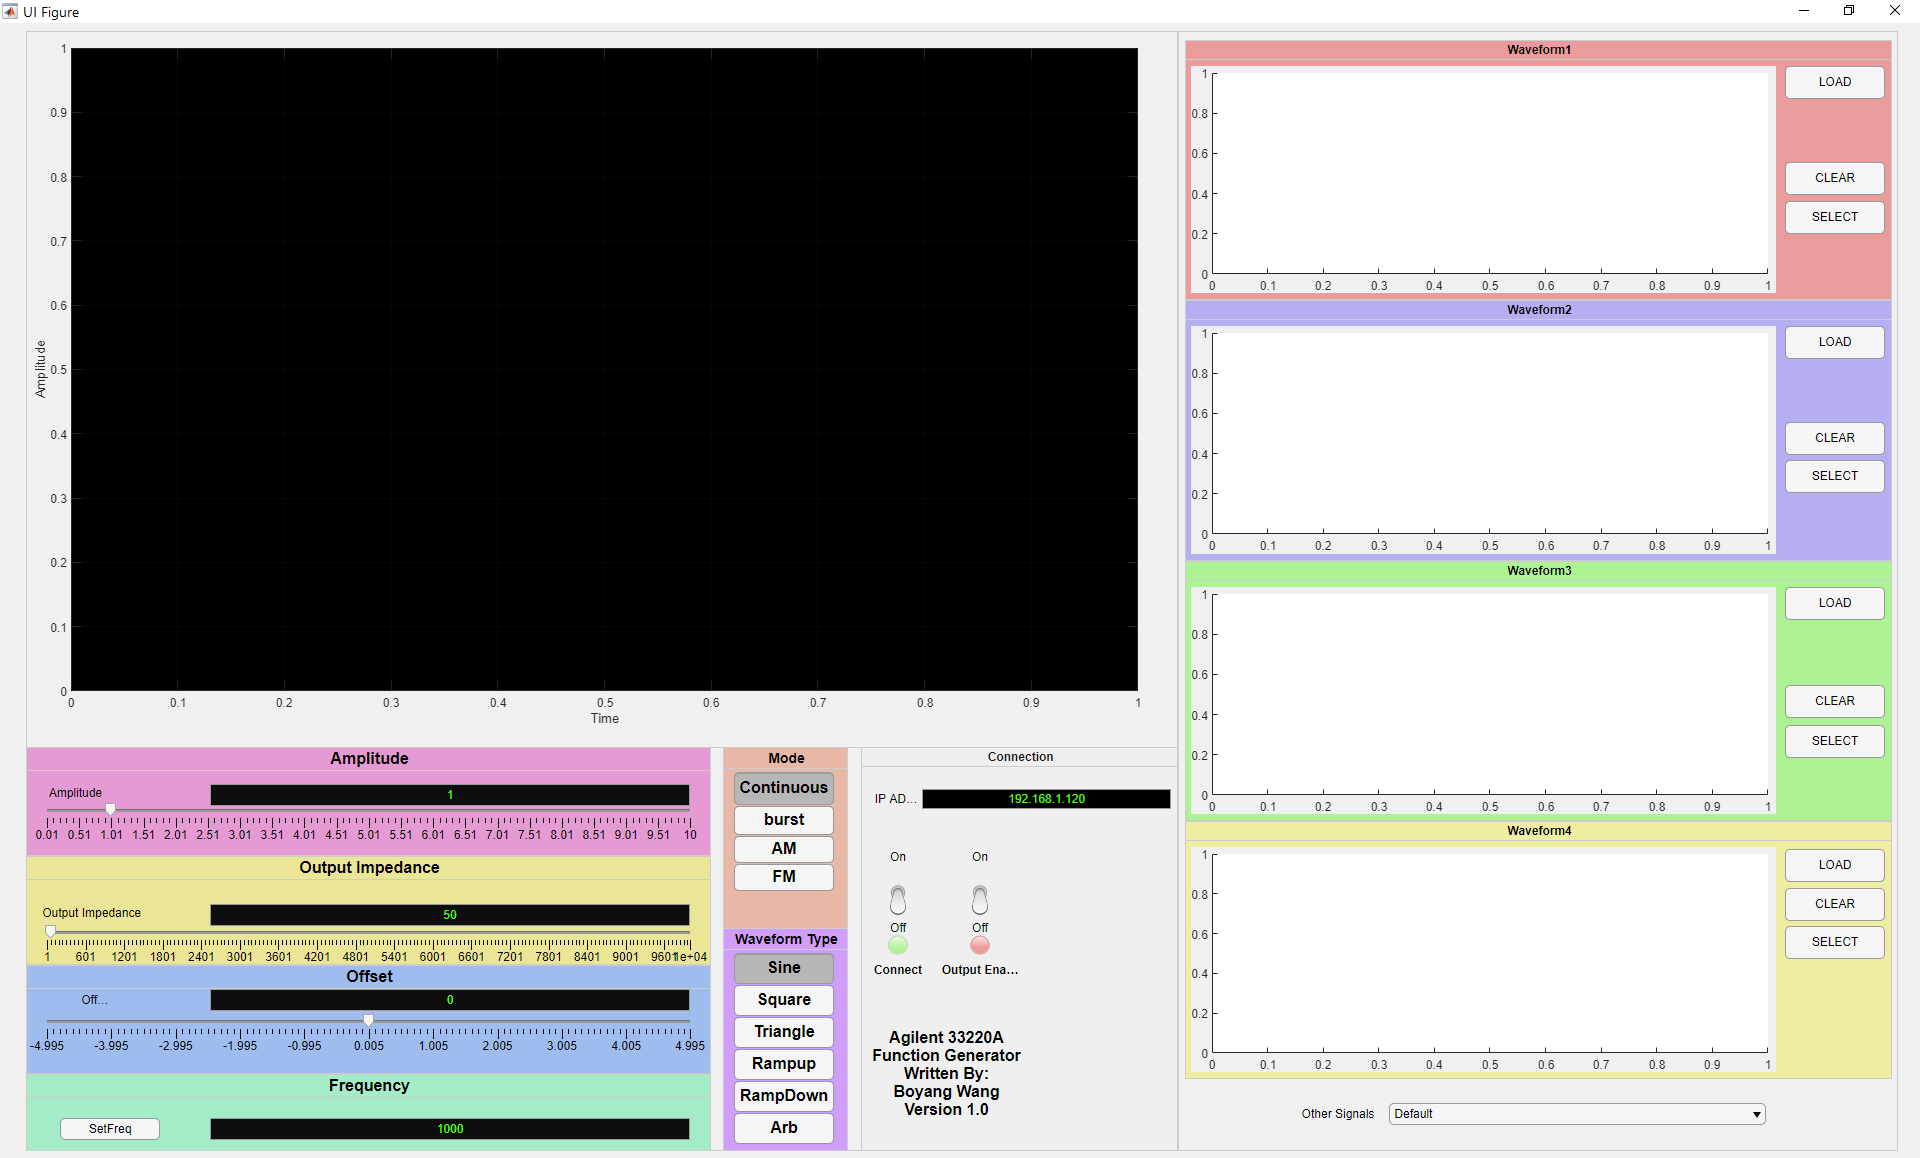 UI Figure
1
0.9
0.8
0.7
0.6
0.5
0.4
0.3
0.2
0.1
0
Amplitude
0 0.1 0.2 0.3 0.4 0.5 0.6 0.7 0.8 0.9 1
Time
Amplitude
Amplitude 1
0.01 0.51 1.01 1.51 2.01 2.51 3.01 3.51 4.01 4.51 5.01 5.51 6.01 6.51 7.01 7.51 8.01 8.51 9.01 9.51 10
Output Impedance
Output Impedance 50
1 601 1201 1801 2401 3001 3601 4201 4801 5401 6001 6601 7201 7801 8401 9001 9601 1e+04
Offset
Off... 0
-4.995 -3.995 -2.995 -1.995 -0.995 0.005 1.005 2.005 3.005 4.005 4.995
Frequency
SetFreq 1000
Mode
Continuous
burst
AM
FM
Waveform Type
Sine
Square
Triangle
Rampup
RampDown
Arb
Connection
IP AD... 192.168.1.120
On On
Off Off
Connect Output Ena...
Agilent 33220A
Function Generator
Written By:
Boyang Wang
Version 1.0
Waveform1
1
0.8
0.6
0.4
0.2
0
0 0.1 0.2 0.3 0.4 0.5 0.6 0.7 0.8 0.9 1
LOAD
CLEAR
SELECT
Waveform2
1
0.8
0.6
0.4
0.2
0
0 0.1 0.2 0.3 0.4 0.5 0.6 0.7 0.8 0.9 1
LOAD
CLEAR
SELECT
Waveform3
1
0.8
0.6
0.4
0.2
0
0 0.1 0.2 0.3 0.4 0.5 0.6 0.7 0.8 0.9 1
LOAD
CLEAR
SELECT
Waveform4
1
0.8
0.6
0.4
0.2
0
0 0.1 0.2 0.3 0.4 0.5 0.6 0.7 0.8 0.9 1
LOAD
CLEAR
SELECT
Other Signals Default